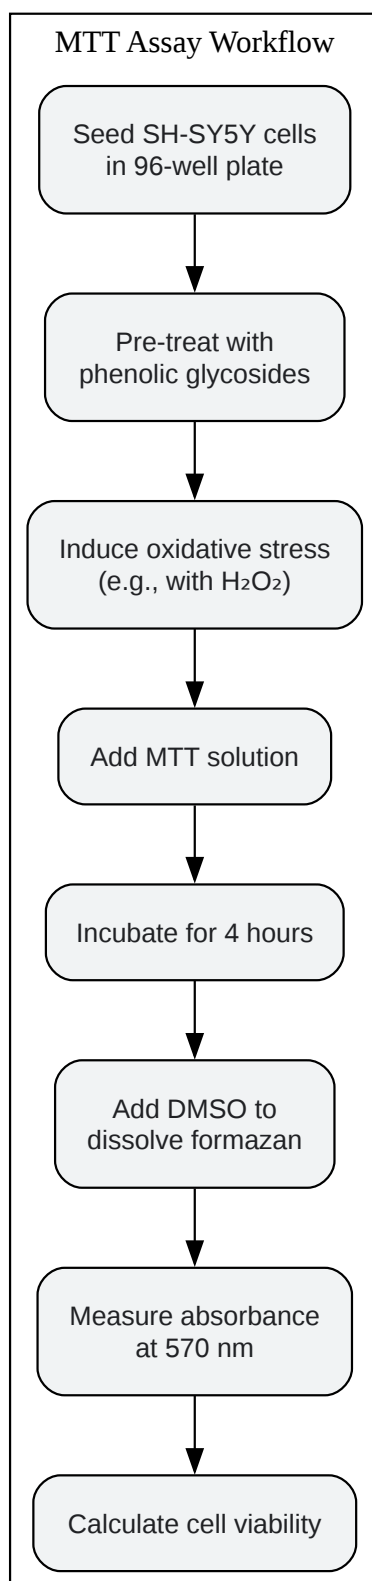 MTT Assay Workflow
Seed SH-SY5Y cells
in 96-well plate
Pre-treat with
phenolic glycosides
Induce oxidative stress
(e.g., with H₂O₂)
Add MTT solution
Incubate for 4 hours
Add DMSO to
dissolve formazan
Measure absorbance
at 570 nm
Calculate cell viability